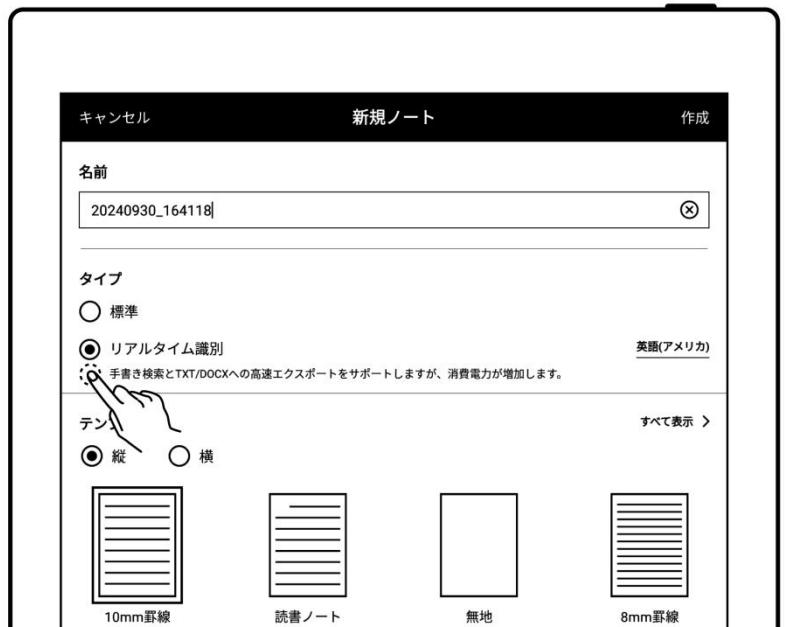 キャンセル 新規ノート 作成
名前
20240930_164118
タイプ
標準
リアルタイム識別 英語(アメリカ)
手書き検索とTXT/DOCXへの高速エクスポートをサポートしますが、消費電力が増加します。
テン すべて表示
縦 横
10mm罫線 読書ノート 無地 8mm罫線